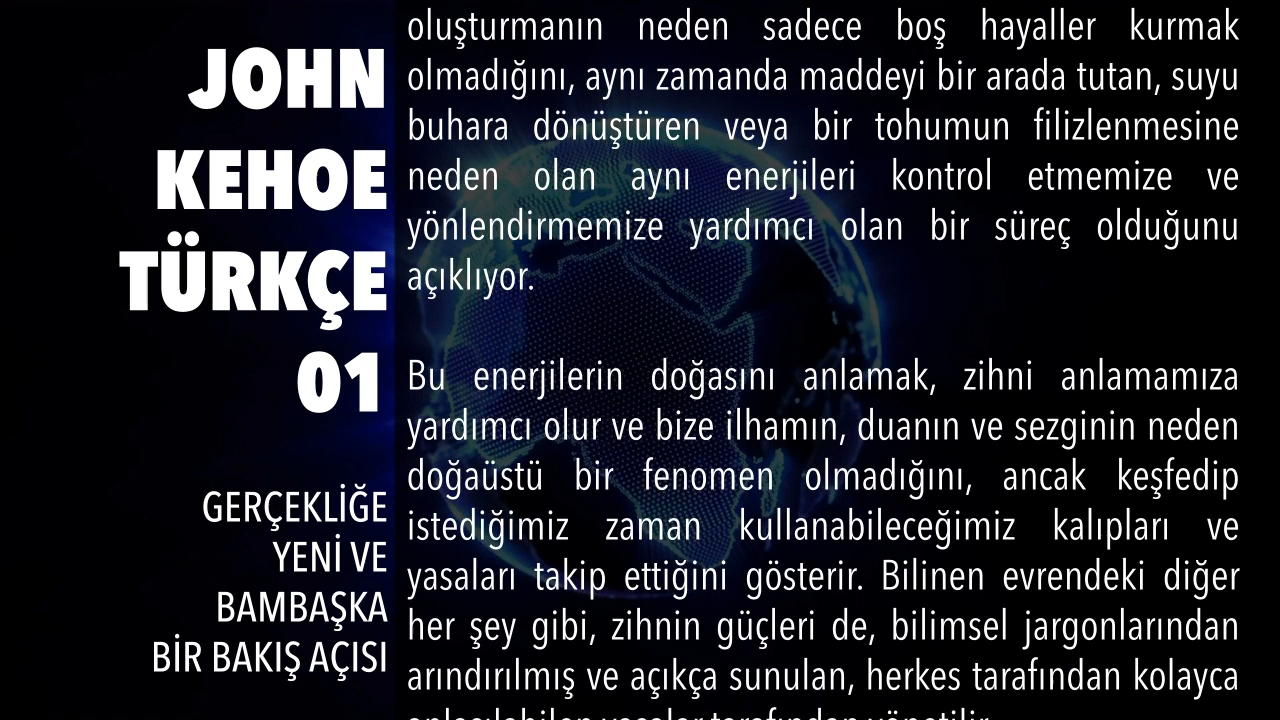 JOHN
KEHOE
TÜRKÇE
01
GERÇEKLİĞE
YENİ VE
BAMBAŞKA
BİR BAKIŞ AÇISI
oluşturmanın neden sadece boş hayaller kurmak
olmadığını, aynı zamanda maddeyi bir arada tutan, suyu
buhara dönüştüren veya bir tohumun filizlenmesine
neden olan aynı enerjileri kontrol etmemize ve
yönlendirmemize yardımcı olan bir süreç olduğunu
açıklıyor.
Bu enerjilerin doğasını anlamak, zihni anlamamıza
yardımcı olur ve bize ilhamın, duanın ve sezginin neden
doğaüstü bir fenomen olmadığını, ancak keşfedip
istediğimiz zaman kullanabileceğimiz kalıpları ve
yasaları takip ettiğini gösterir. Bilinen evrendeki diğer
her şey gibi, zihnin güçleri de, bilimsel jargonlarından
arındırılmış ve açıkça sunulan, herkes tarafından kolayca